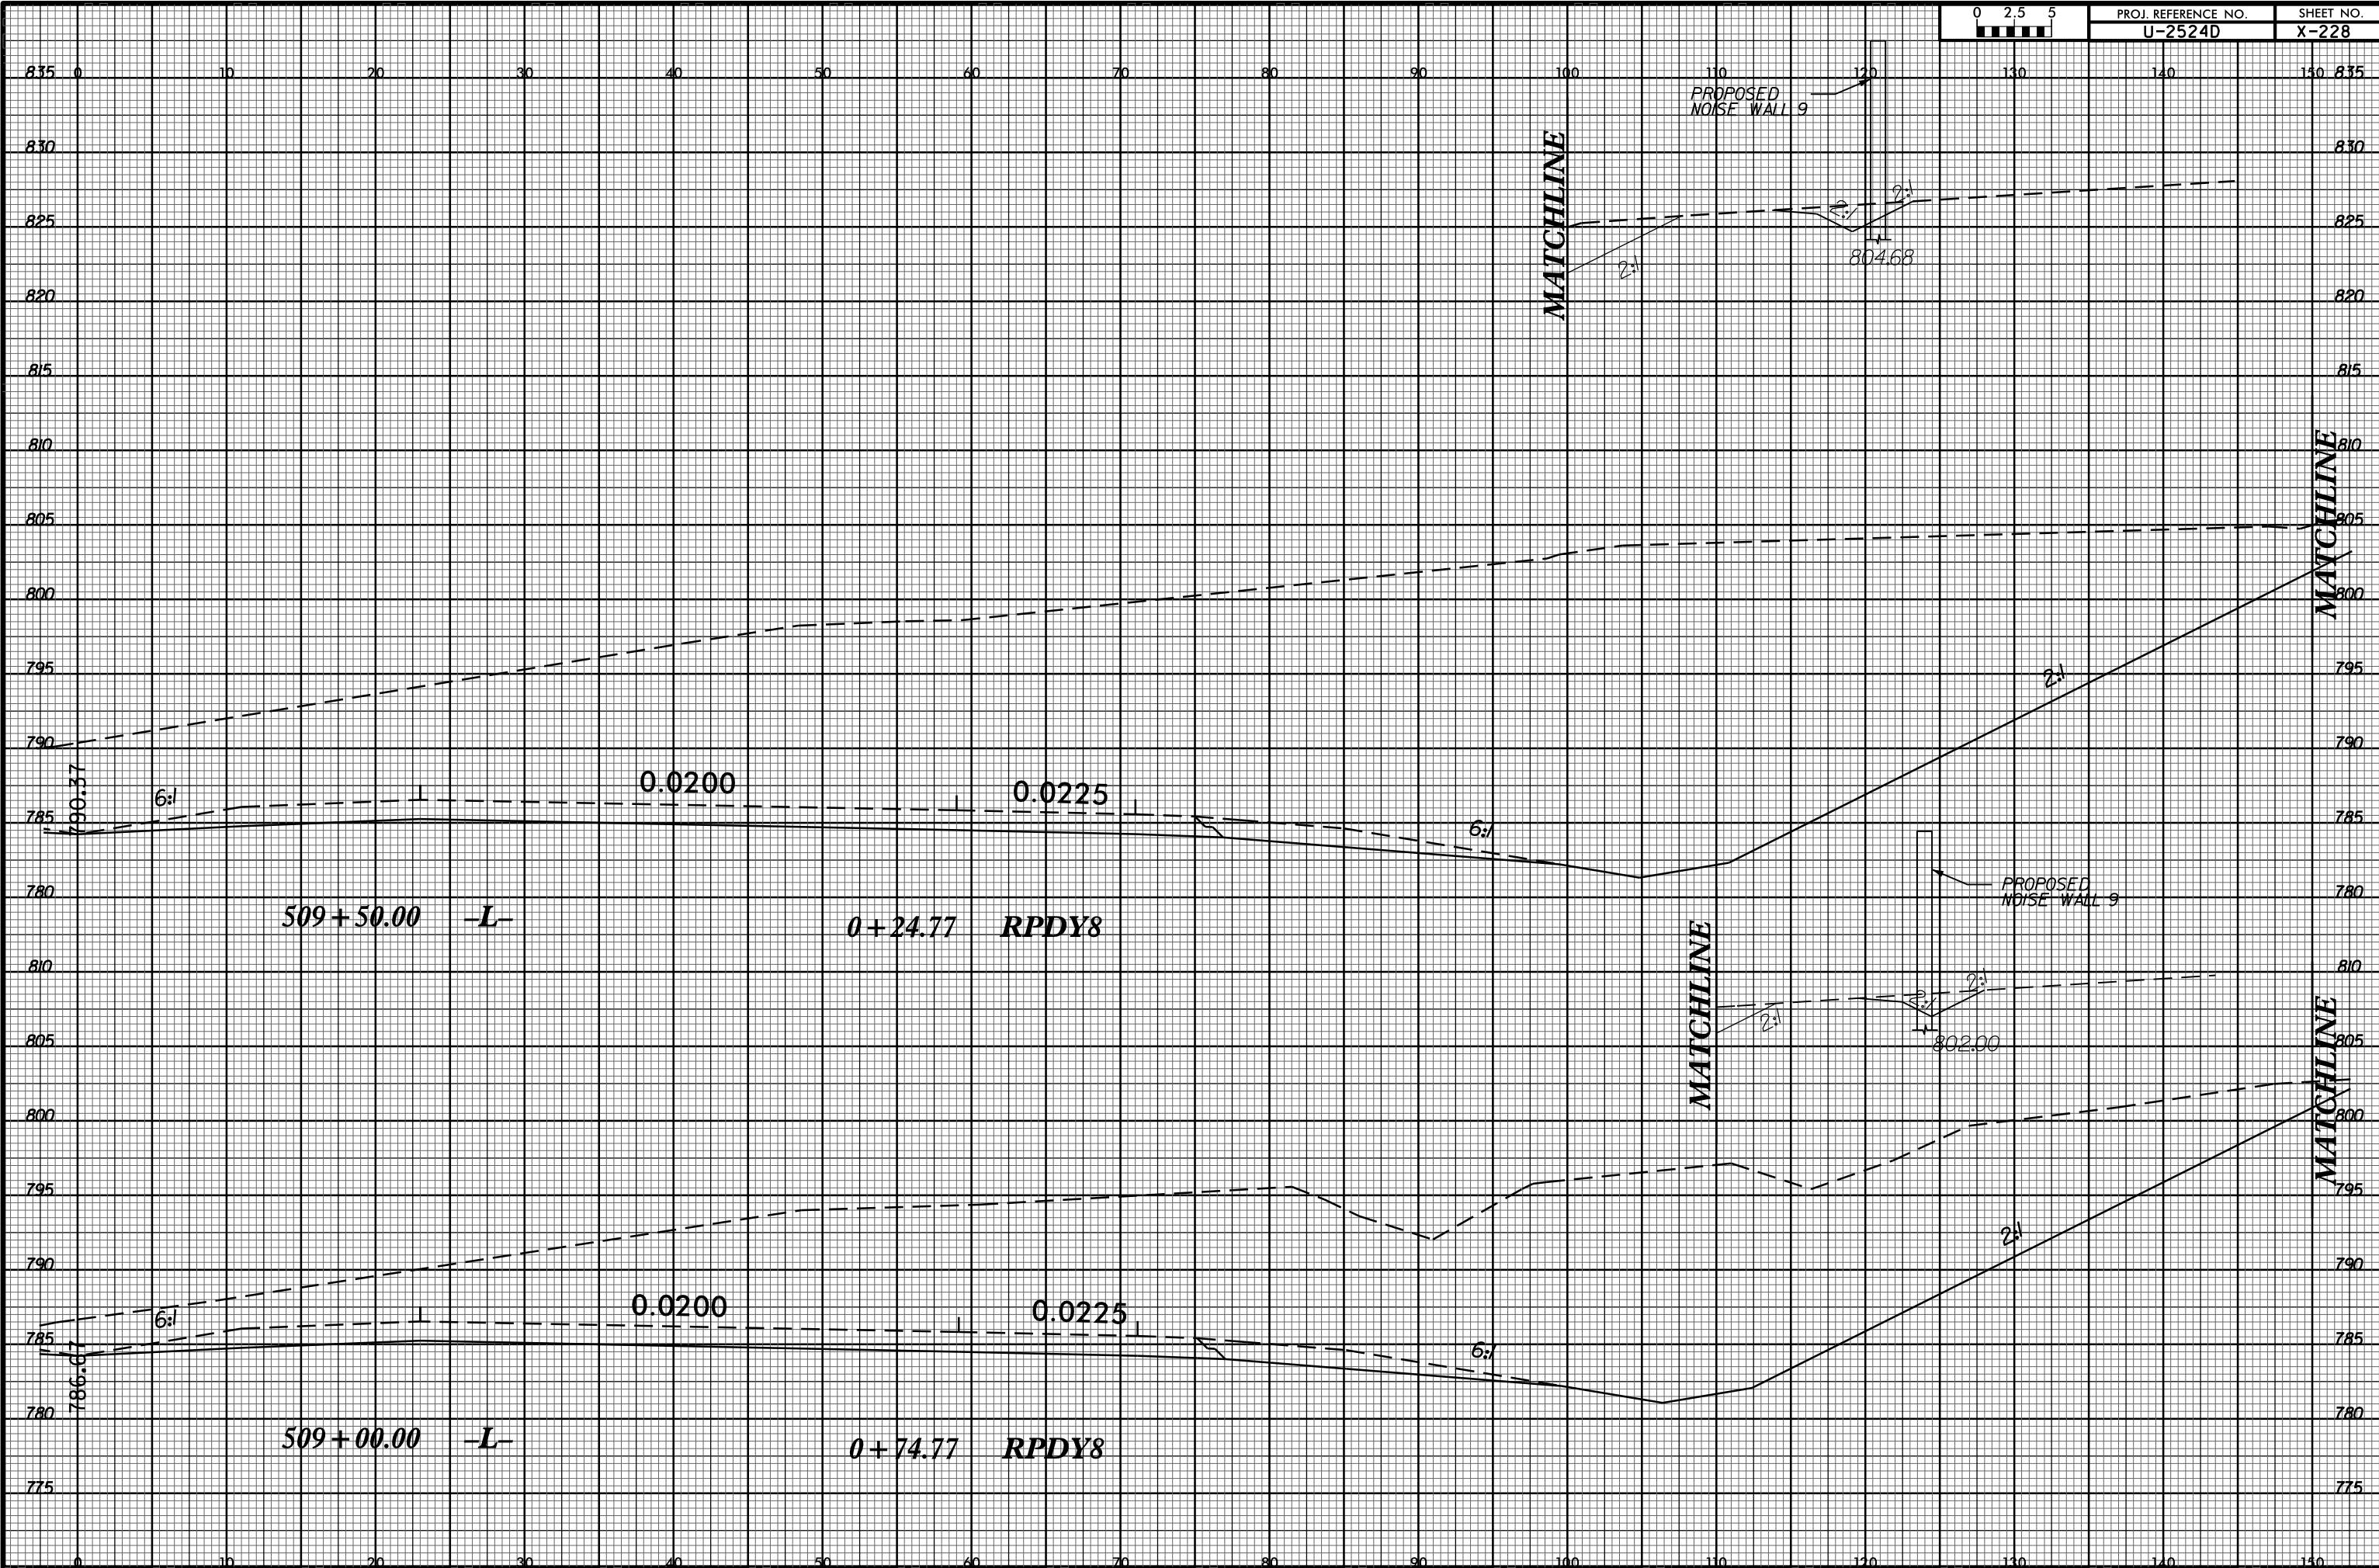 0 2.5 5
PROJ. REFERENCE NO.
SHEET NO.
U-2524D
X-228
835 0 10 20 30 40 50 60 70 80 90 100 110 120 130 140 150 835
PROPOSED
NOISE WALL 9
MATCHLINE
830 830
2:1 2:1
825 825
804.68
2:1
820 820
815 815
810 810
MATCHLINE
805 805
800 800
795 2:1 795
790 790
790.37
6:1 0.0200 0.0225
785 6:1 785
780 780
PROPOSED
NOISE WALL 9
509+50.00 -L- 0+24.77 RPDY8
MATCHLINE
810 810
2:1 2:1
2:1
805 805
802.00
MATCHLINE
800 800
795 795
2:1
790 790
6:1 0.0200 0.0225
785 6:1 785
786.67
780 780
509+00.00 -L- 0+74.77 RPDY8
775 775
0 10 20 30 40 50 60 70 80 90 100 110 120 130 140 150